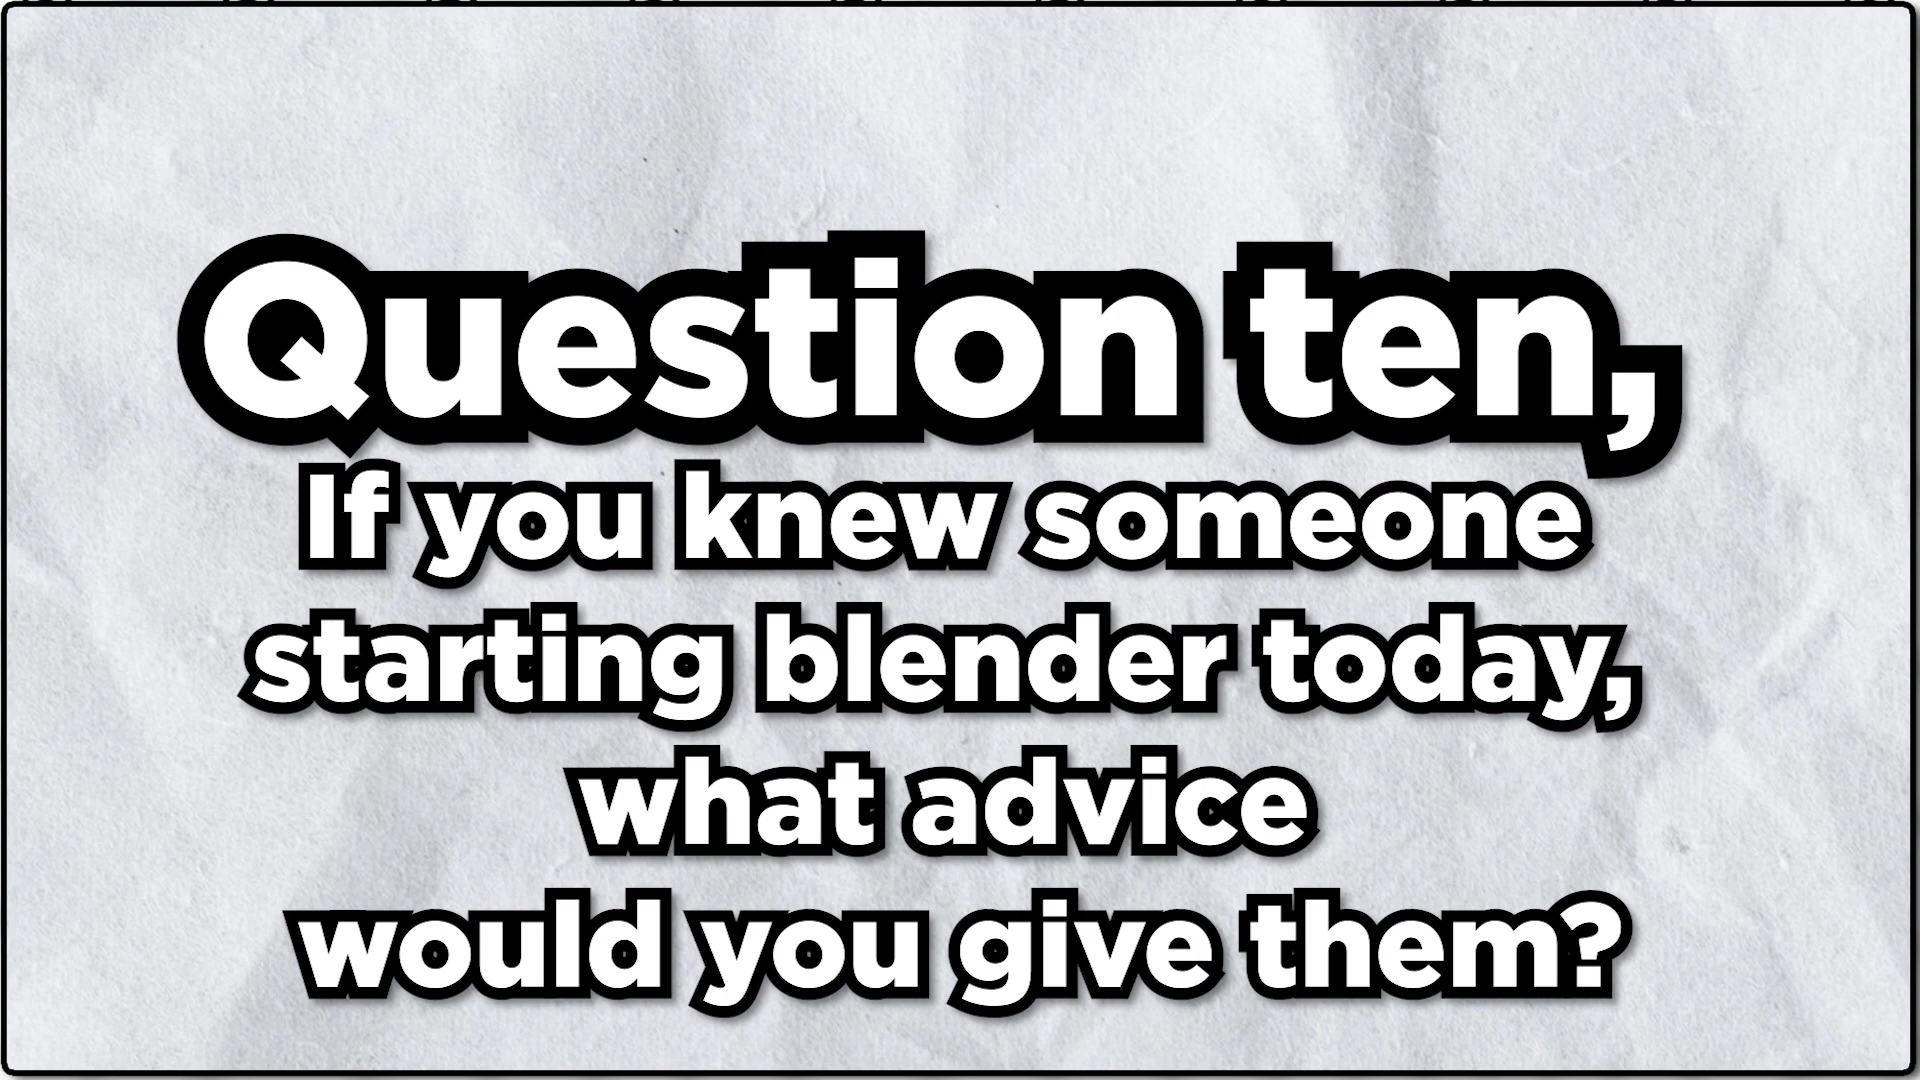 Question ten,
If you knew someone
starting blender today,
what advice
would you give them?